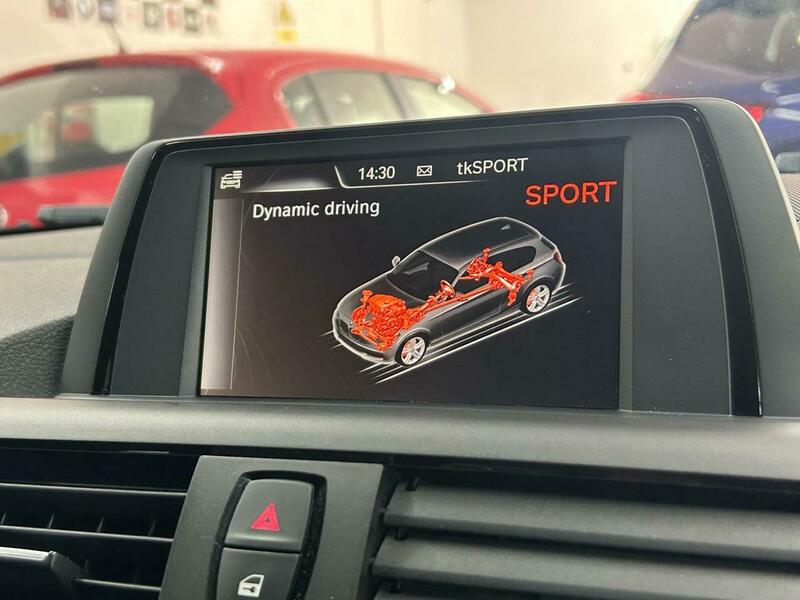 14:30 tkSPORT
SPORT
Dynamic driving